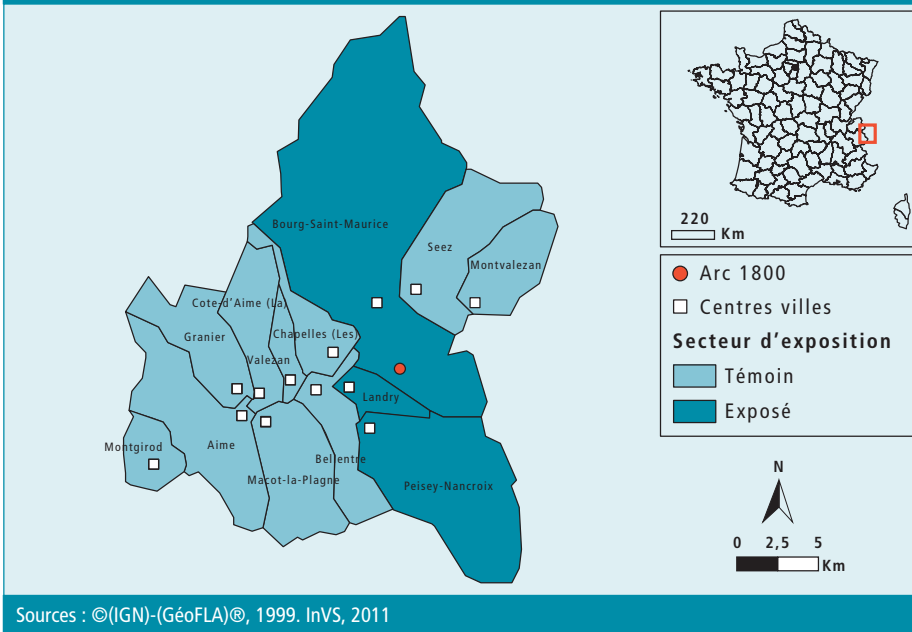 Bourg-Saint-Maurice
Seez
Montvalezan
Cote-d'Aime (La)
Granier
Chapelles (Les)
Valezan
Landry
Montgirod
Aime
Bellentre
Macot-la-Plagne
Peisey-Nancroix
220
Km
Arc 1800
Centres villes
Secteur d'exposition
Témoin
Exposé
N
0 2,5 5
Km
Sources : ©(IGN)-(GéoFLA)®, 1999. InVS, 2011